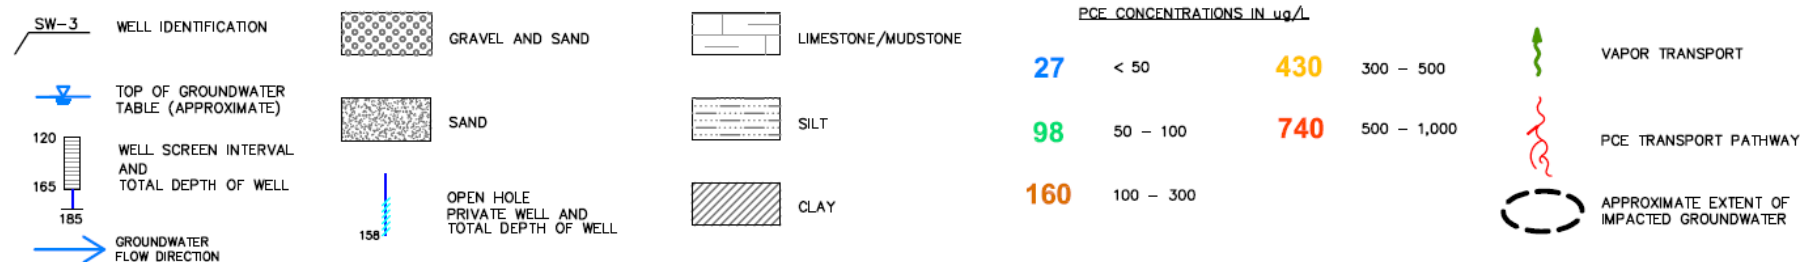 SW-3
WELL IDENTIFICATION
TOP OF GROUNDWATER
TABLE (APPROXIMATE)
120
165
185
WELL SCREEN INTERVAL
AND
TOTAL DEPTH OF WELL
GROUNDWATER
FLOW DIRECTION
GRAVEL AND SAND
SAND
158
OPEN HOLE
PRIVATE WELL AND
TOTAL DEPTH OF WELL
LIMESTONE/MUDSTONE
SILT
CLAY
PCE CONCENTRATIONS IN ug/L
27 < 50
98 50 - 100
160 100 - 300
430 300 - 500
740 500 - 1,000
VAPOR TRANSPORT
PCE TRANSPORT PATHWAY
APPROXIMATE EXTENT OF
IMPACTED GROUNDWATER